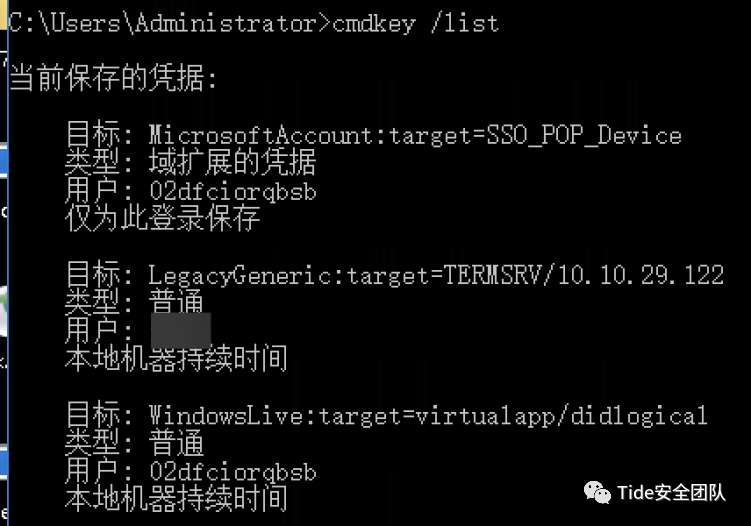 C:\Users\Administrator>cmdkey /list
当前保存的凭据:
目标: MicrosoftAccount:target=SSO_POP_Device
类型: 域扩展的凭据
用户: 02dfciorqbsb
仅为此登录保存
目标: LegacyGeneric:target=TERMSRV/10.10.29.122
类型: 普通
用户:
本地机器持续时间
目标: WindowsLive:target=virtualapp/didlogical
类型: 普通
用户: 02dfciorqbsb
本地机器持续时间
Tide安全团队